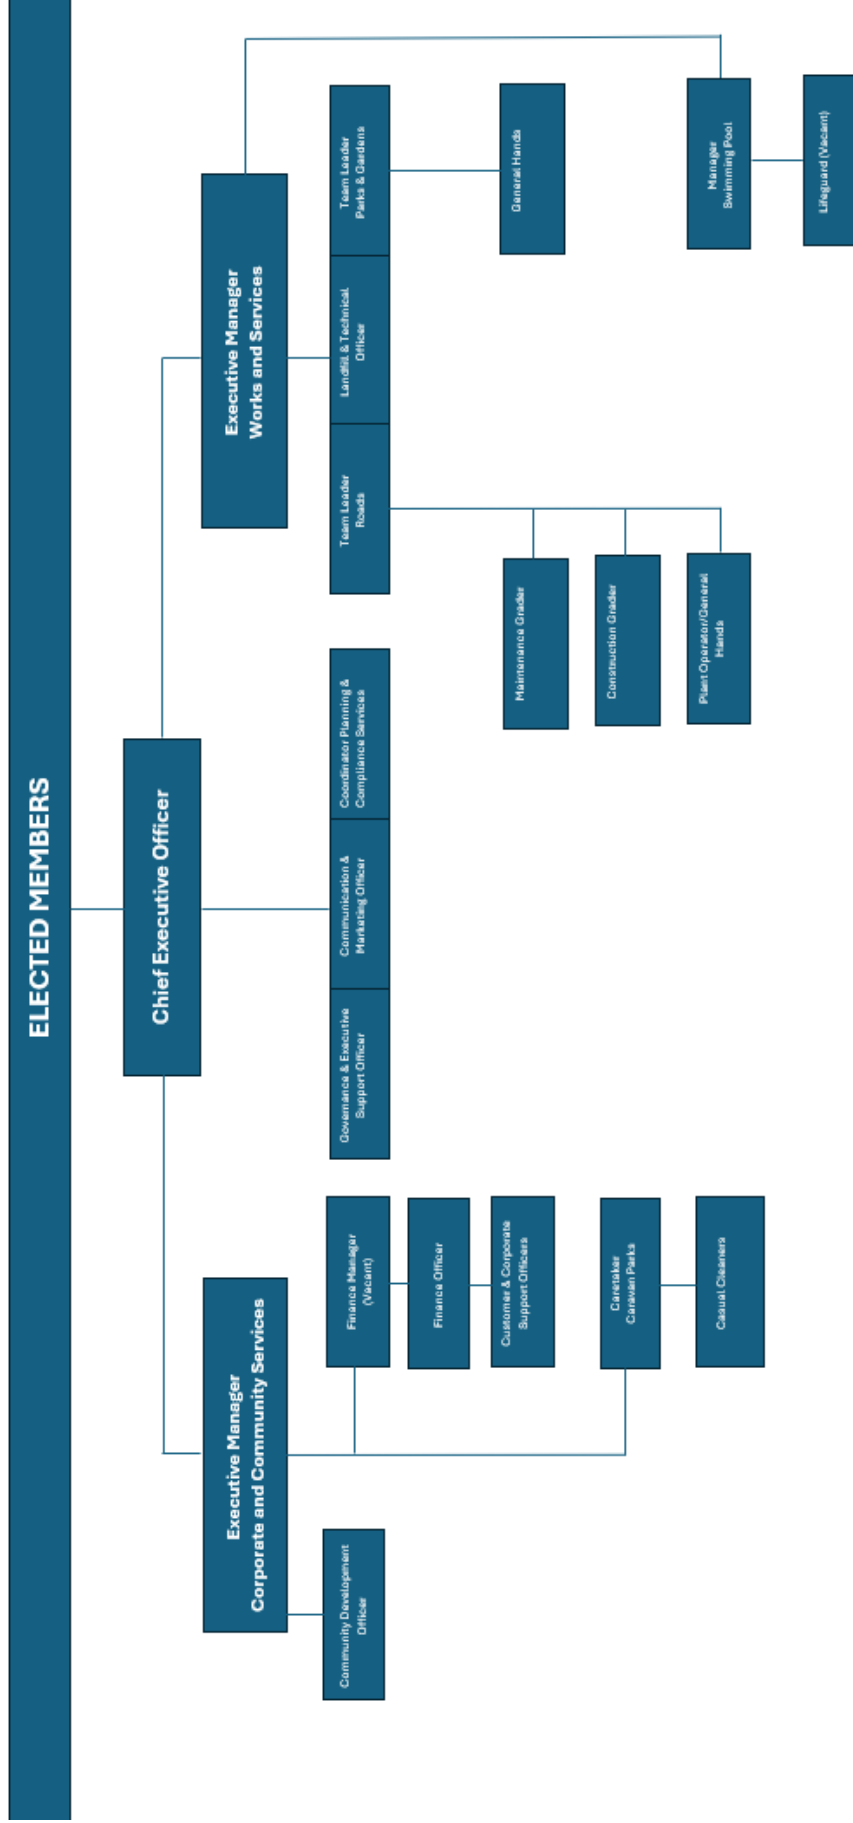 ELECTED MEMBERS
Chief Executive Officer
Executive Manager
Corporate and Community Services
Executive Manager
Works and Services
Community Development
Officer
Finance Manager
(Vacant)
Finance Officer
Customer & Corporate
Support Officers
Caretaker
Caravan Parks
Casual Cleaners
Governance & Executive
Support Officer
Communication &
Marketing Officer
Coordinator Planning &
Compliance Services
Team Leader
Roads
Landfill & Technical
Officer
Team Leader
Parks & Gardens
Maintenance Grader
Construction Grader
Plant Operator/General
Hands
General Hands
Manager
Swimming Pool
Lifeguard (Vacant)